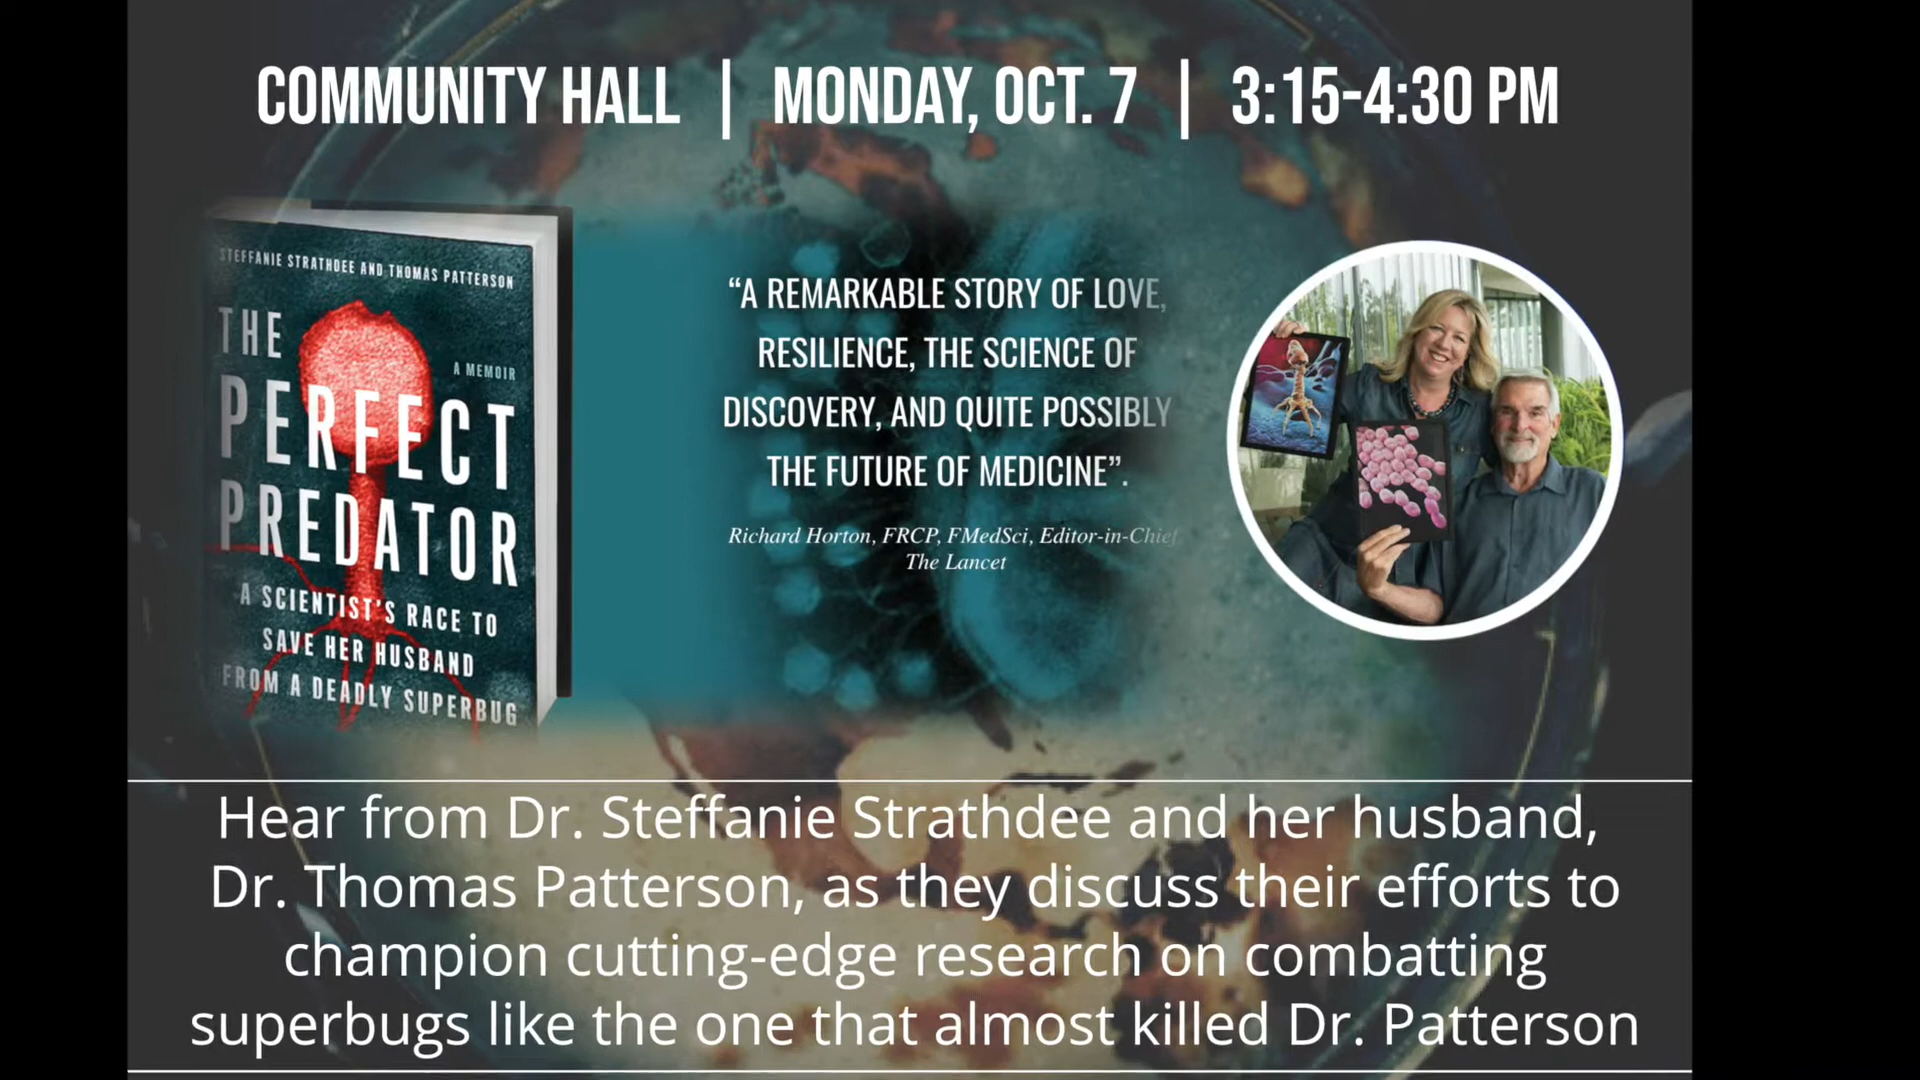 COMMUNITY HALL | MONDAY, OCT. 7 | 3:15-4:30 PM
STEFFANIE STRATHDEE AND THOMAS PATTERSON
THE
A MEMOIR
PERFECT
PREDATOR
A SCIENTIST'S RACE TO
SAVE HER HUSBAND
FROM A DEADLY SUPERBUG
“A REMARKABLE STORY OF LOVE,
RESILIENCE, THE SCIENCE OF
DISCOVERY, AND QUITE POSSIBLY
THE FUTURE OF MEDICINE”.
Richard Horton, FRCP, FMedSci, Editor-in-Chief
The Lancet
Hear from Dr. Steffanie Strathdee and her husband,
Dr. Thomas Patterson, as they discuss their efforts to
champion cutting-edge research on combatting
superbugs like the one that almost killed Dr. Patterson